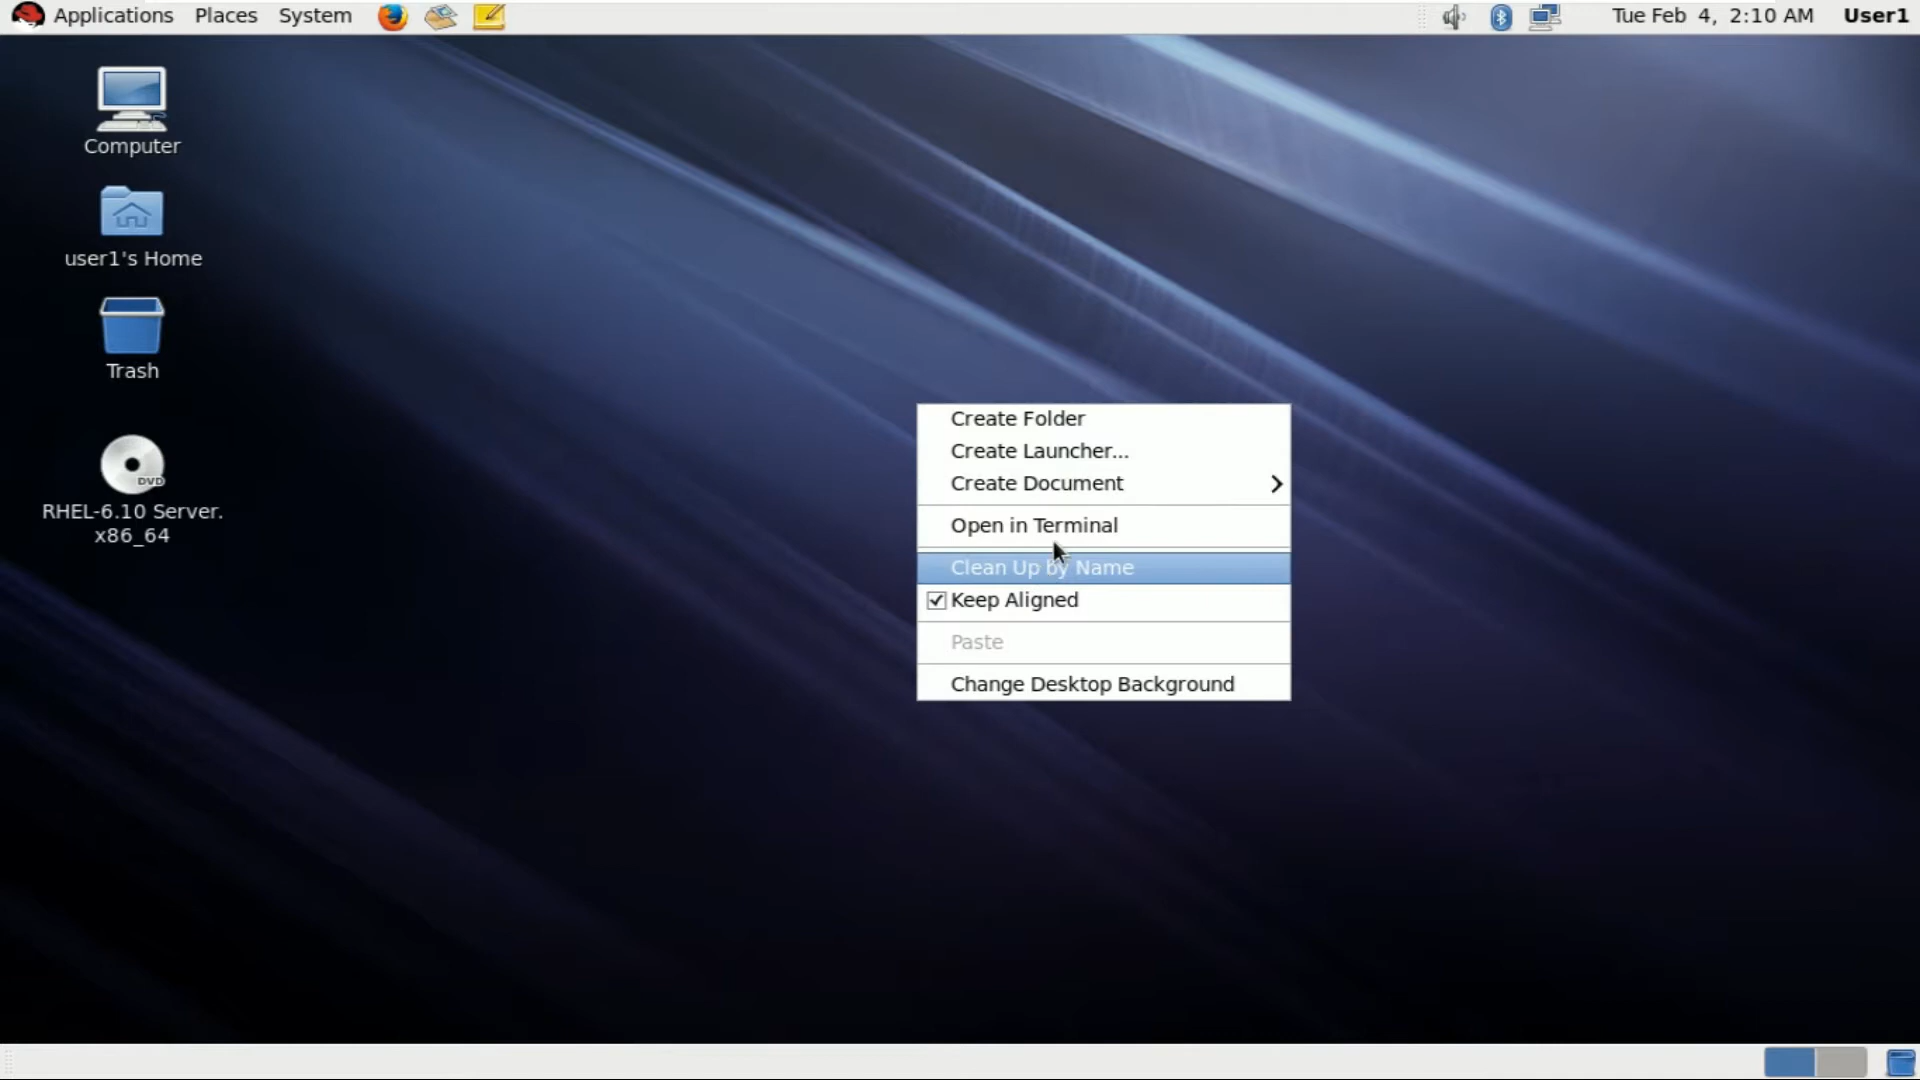 Applications Places System
Tue Feb 4, 2:10 AM User1
Computer
user1's Home
Trash
DVD
RHEL-6.10 Server.
x86_64
Create Folder
Create Launcher...
Create Document
Open in Terminal
Clean Up by Name
Keep Aligned
Paste
Change Desktop Background